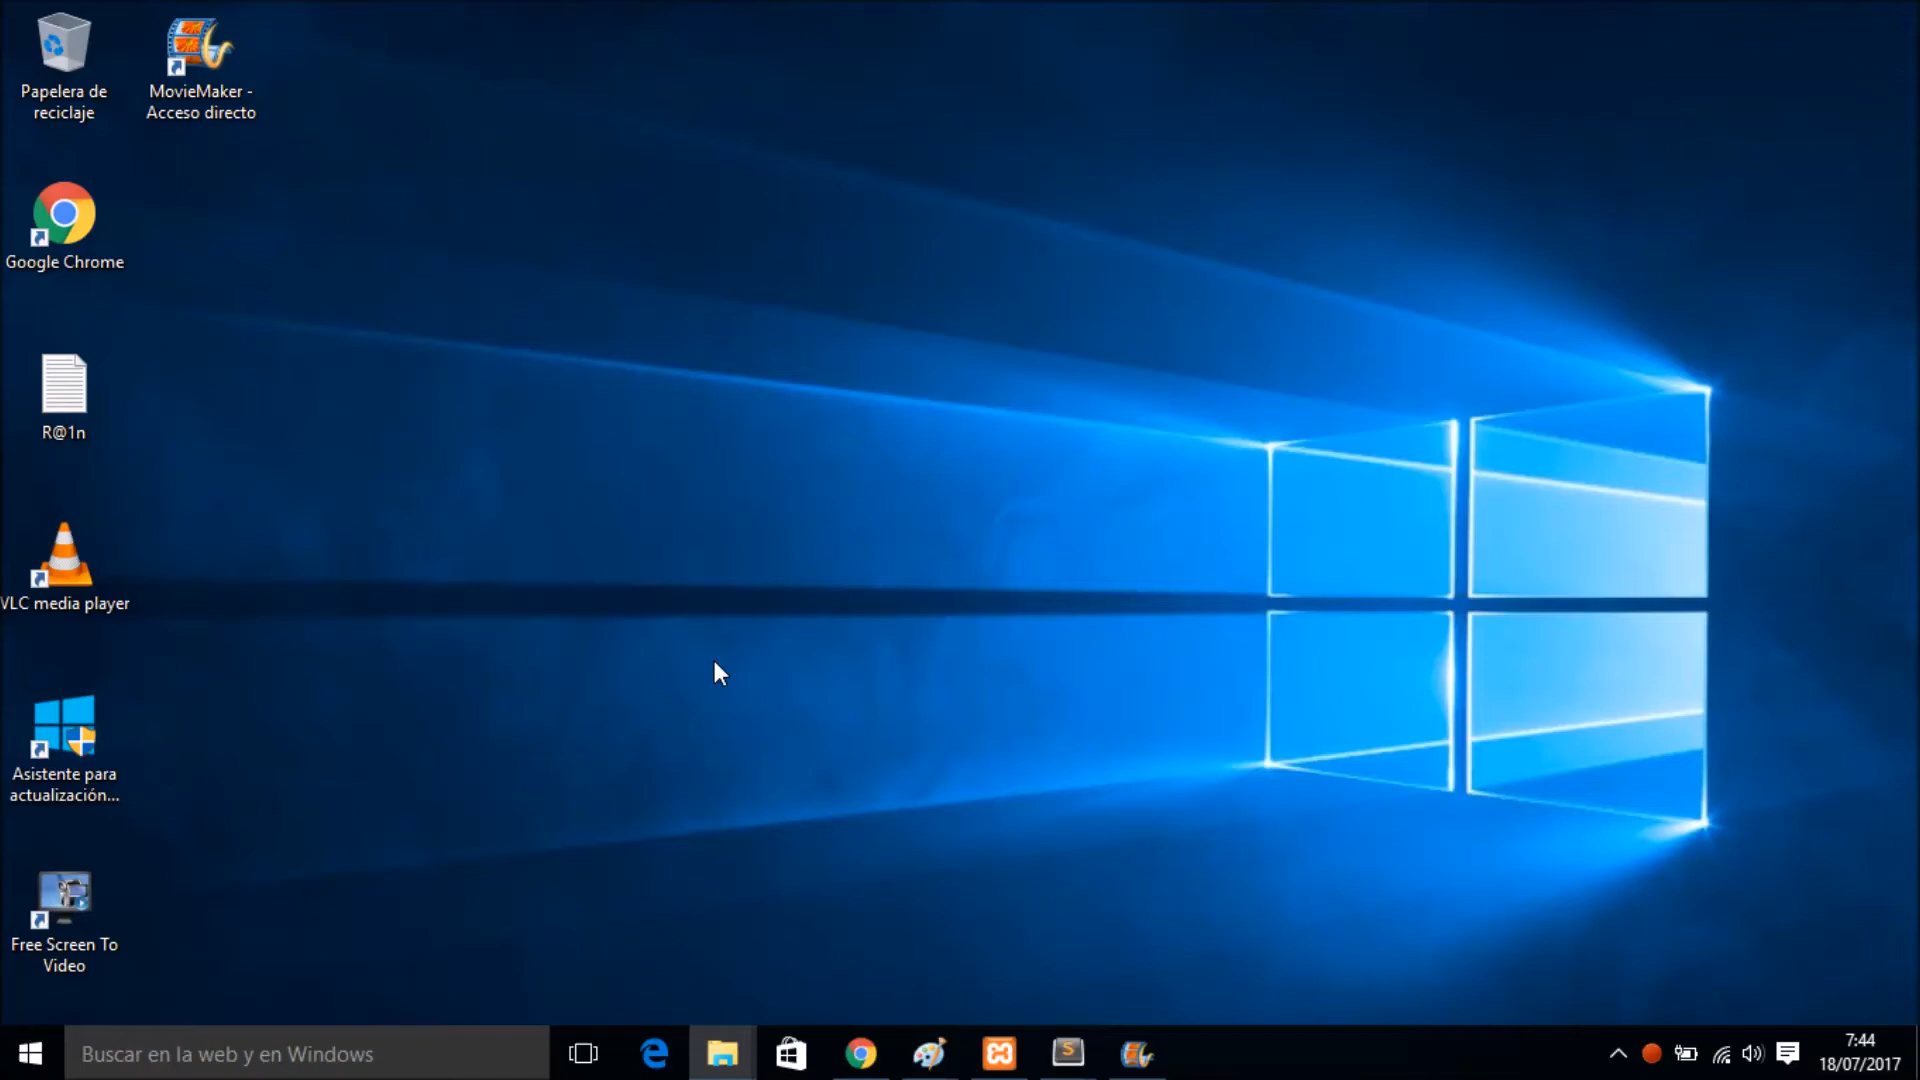 Papelera de
reciclaje
MovieMaker -
Acceso directo
Google Chrome
R@1n
VLC media player
Asistente para
actualización...
Free Screen To
Video
Buscar en la web y en Windows
S
7:44
18/07/2017